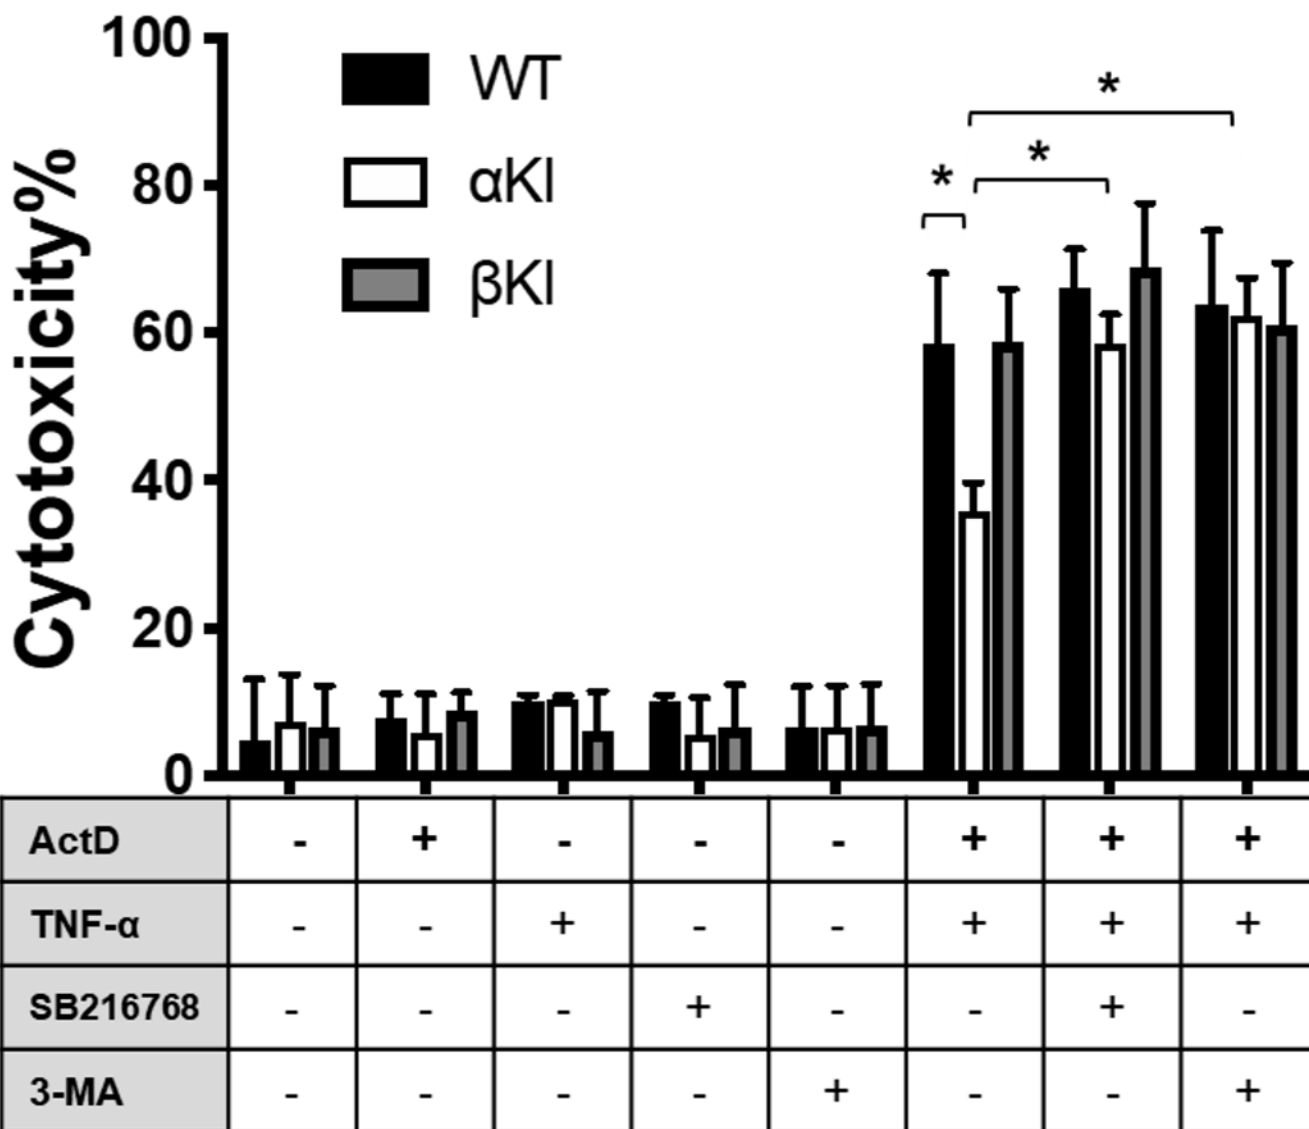 Cytotoxicity%
100
80
60
40
20
0
WT
αKI
βKI
*
*
*
ActD - + - - - + + +
TNF-α - - + - - + + +
SB216768 - - - + - - + -
3-MA - - - - + - - +